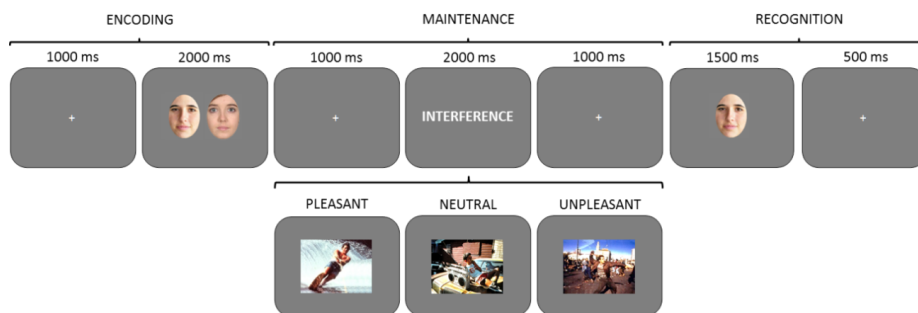 ENCODING MAINTENANCE RECOGNITION
1000 ms 2000 ms 1000 ms 2000 ms 1000 ms 1500 ms 500 ms
INTERFERENCE
PLEASANT NEUTRAL UNPLEASANT